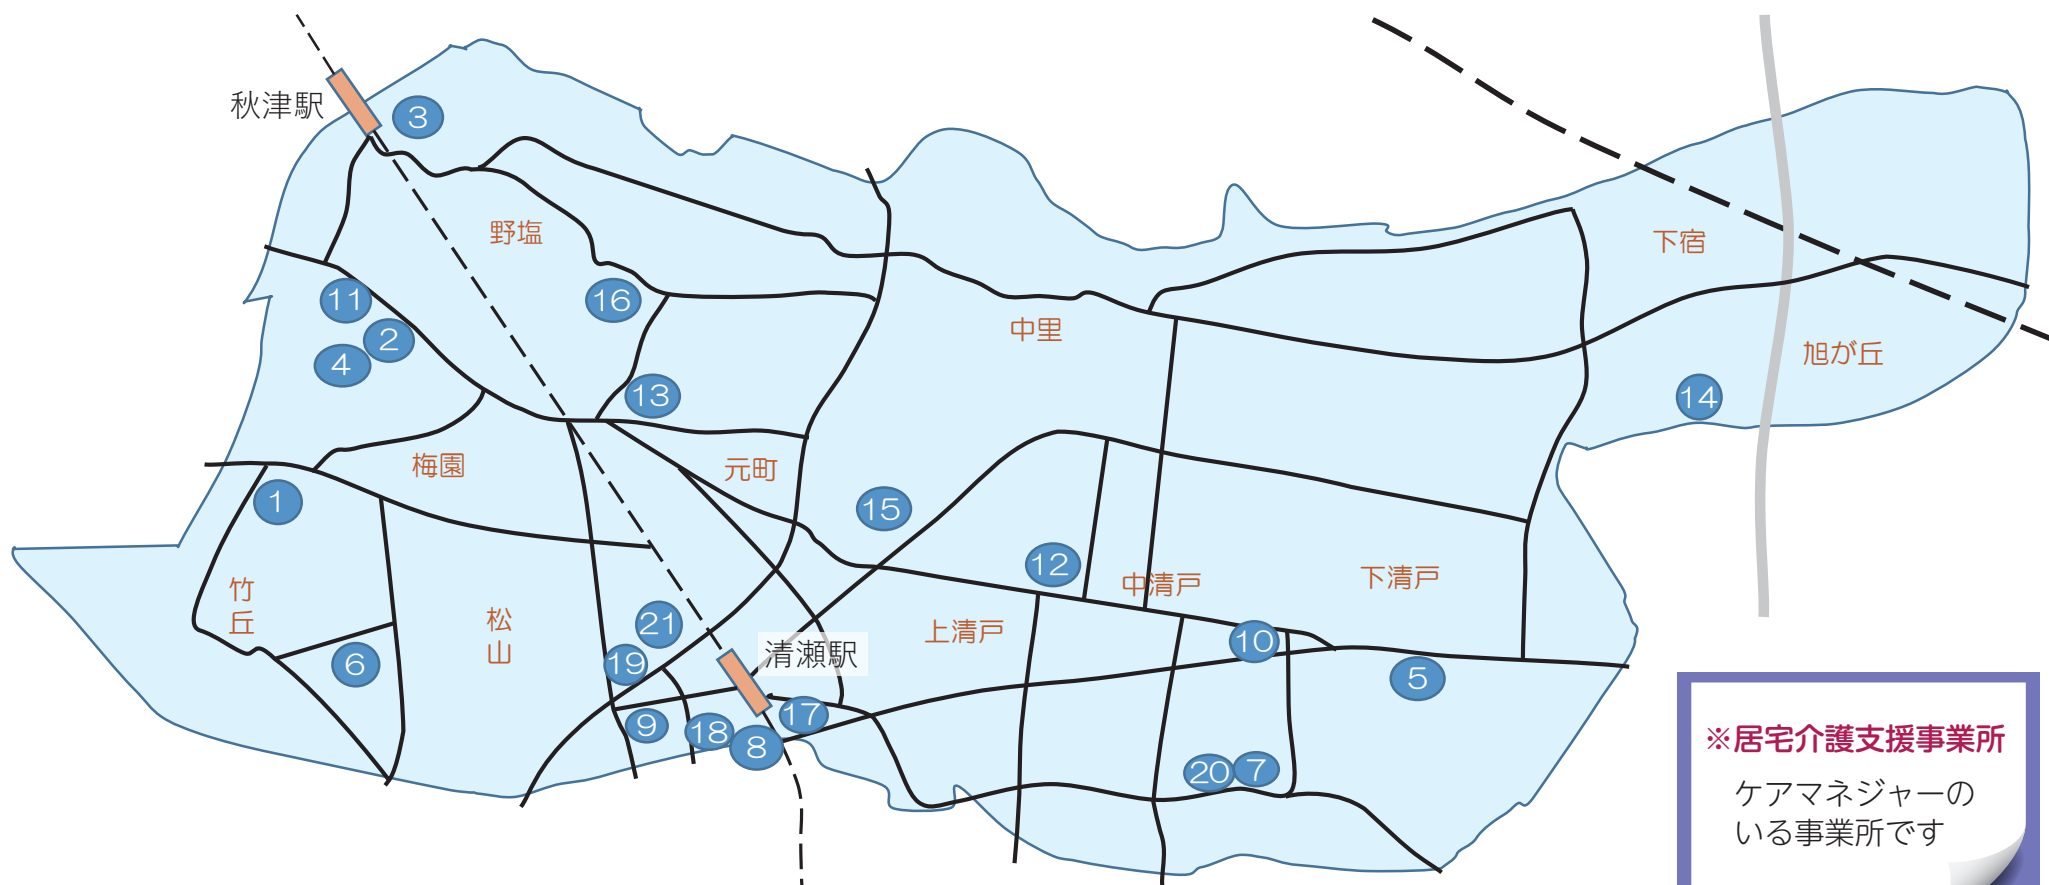 秋津駅
3
野塩
下宿
11
16
2
中里
4
旭が丘
13
14
梅園
元町
1
15
12
中清戸
下清戸
竹丘
松山
21
上清戸
10
清瀬駅
19
6
5
17
9
18
8
20
7
※居宅介護支援事業所
ケアマネジャーの
いる事業所です